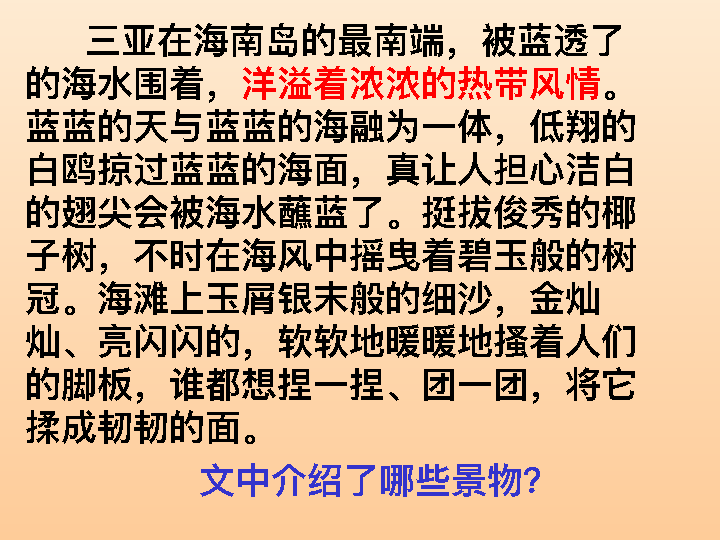 三亚在海南岛的最南端，被蓝透了
的海水围着，洋溢着浓浓的热带风情。
蓝蓝的天与蓝蓝的海融为一体，低翔的
白鸥掠过蓝蓝的海面，真让人担心洁白
的翅尖会被海水蘸蓝了。挺拔俊秀的椰
子树，不时在海风中摇曳着碧玉般的树
冠。海滩上玉屑银末般的细沙，金灿
灿、亮闪闪的，软软地暖暖地搔着人们
的脚板，谁都想捏一捏、团一团，将它
揉成韧韧的面。
文中介绍了哪些景物?